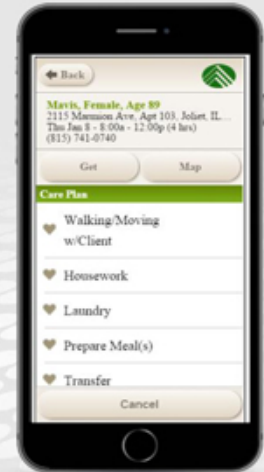 Back
Mavis, Female, Age 89
2115 Mannion Ave, Apt 103, Joliet, IL...
Thu Jan 8 - 8:00a - 12:00p (4 hrs)
(815) 741-0740
Get Map
Care Plan
Walking/Moving
w/Client
Housework
Laundry
Prepare Meal(s)
Transfer
Cancel